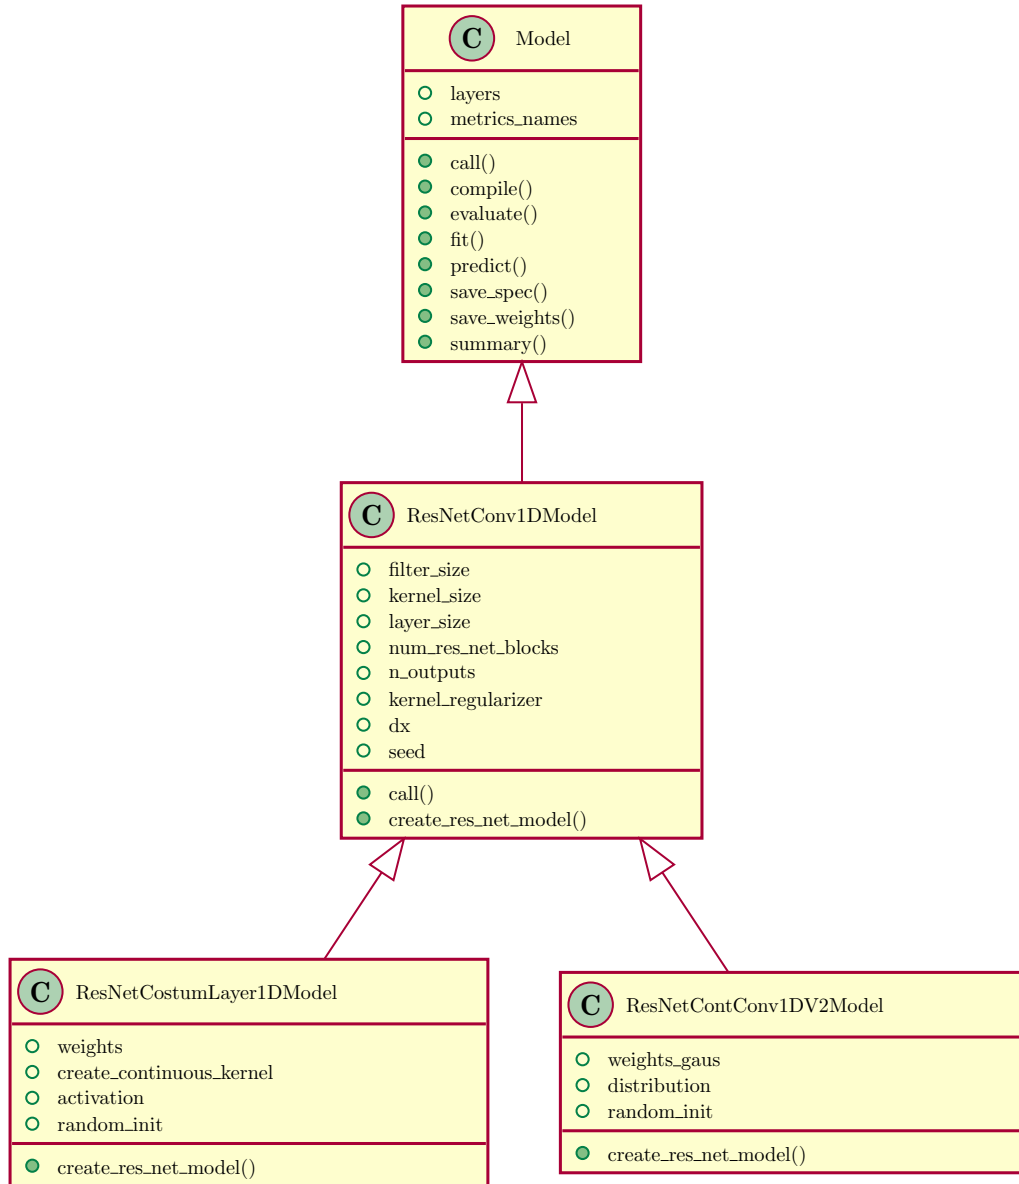 C Model
layers
metrics_names
call()
compile()
evaluate()
fit()
predict()
save_spec()
save_weights()
summary()
C ResNetConv1DModel
filter_size
kernel_size
layer_size
num_res_net_blocks
n_outputs
kernel_regularizer
dx
seed
call()
create_res_net_model()
C ResNetCostumLayer1DModel
weights
create_continuous_kernel
activation
random_init
create_res_net_model()
C ResNetContConv1DV2Model
weights_gaus
distribution
random_init
create_res_net_model()